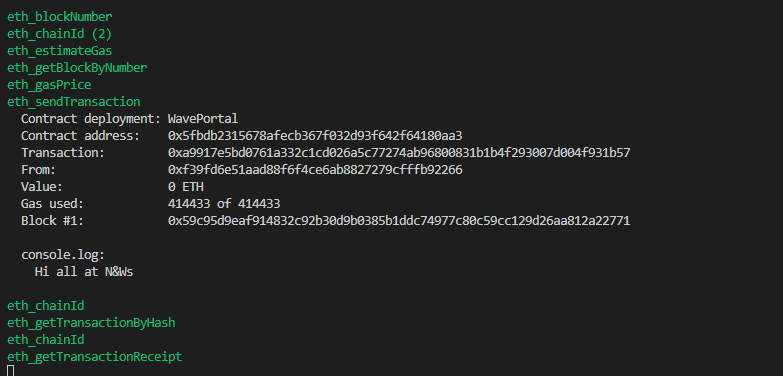 eth_blockNumber
eth_chainId (2)
eth_estimateGas
eth_getBlockByNumber
eth_gasPrice
eth_sendTransaction
Contract deployment: WavePortal
Contract address: 0x5fbdb2315678afecb367f032d93f642f64180aa3
Transaction: 0xa9917e5bd0761a332c1cd026a5c77274ab96800831b1b4f293007d004f931b57
From: 0xf39fd6e51aad88f6f4ce6ab8827279cfffb92266
Value: 0 ETH
Gas used: 414433 of 414433
Block #1: 0x59c95d9eaf914832c92b30d9b0385b1ddc74977c80c59cc129d26aa812a22771
console.log:
Hi all at N&Ws
eth_chainId
eth_getTransactionByHash
eth_chainId
eth_getTransactionReceipt